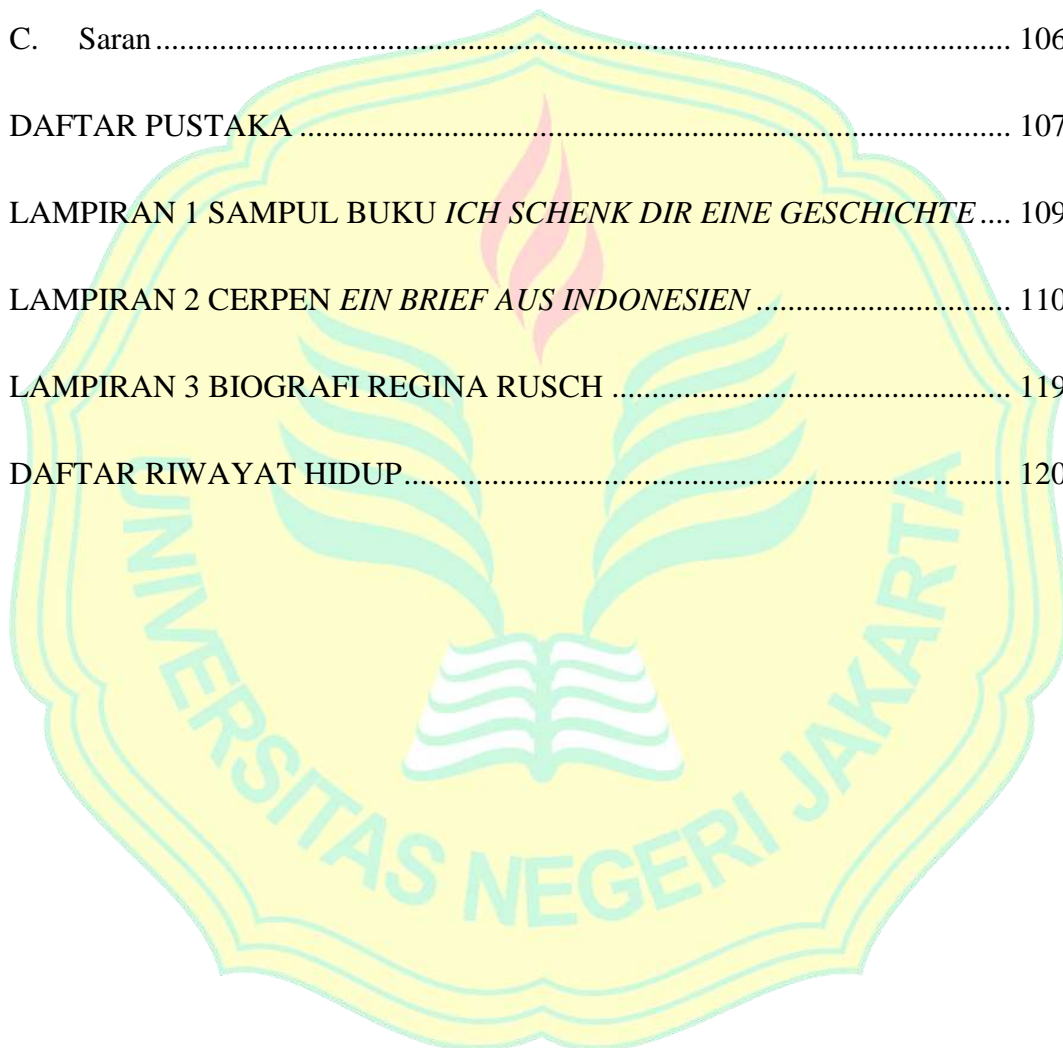 C. Saran ........................................................................................................... 106
DAFTAR PUSTAKA ......................................................................................... 107
LAMPIRAN 1 SAMPUL BUKU ICH SCHENK DIR EINE GESCHICHTE .... 109
LAMPIRAN 2 CERPEN EIN BRIEF AUS INDONESIEN ................................ 110
LAMPIRAN 3 BIOGRAFI REGINA RUSCH .................................................. 119
DAFTAR RIWAYAT HIDUP ............................................................................ 120
UNIVERSITAS NEGERI JAKARTA